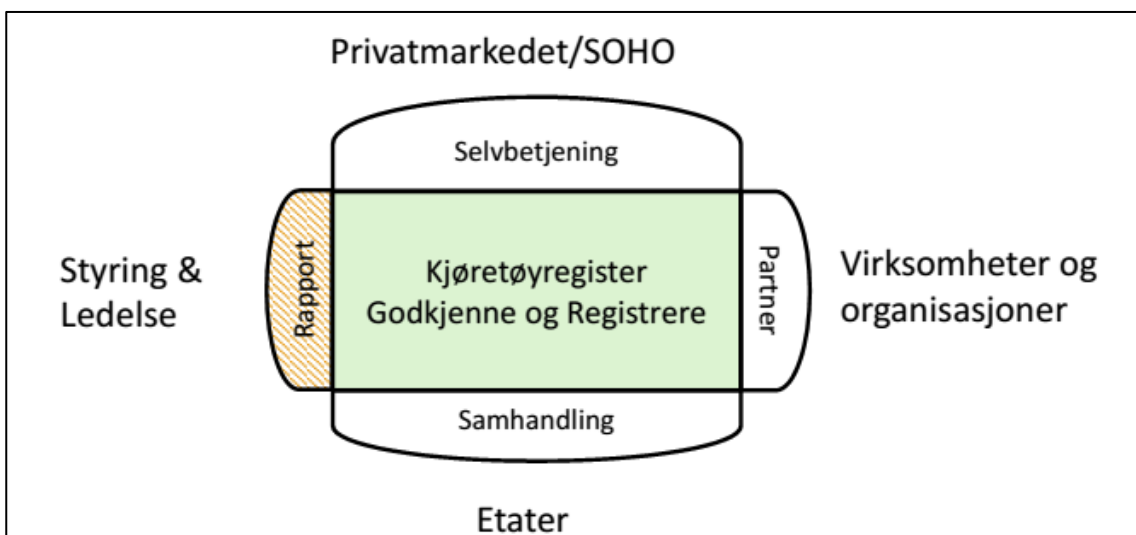 Privatmarkedet/SOHO
Selvbetjening
Styring &
Ledelse
Rapport
Kjøretøyregister
Godkjenne og Registrere
Partner
Virksomheter og
organisasjoner
Samhandling
Etater